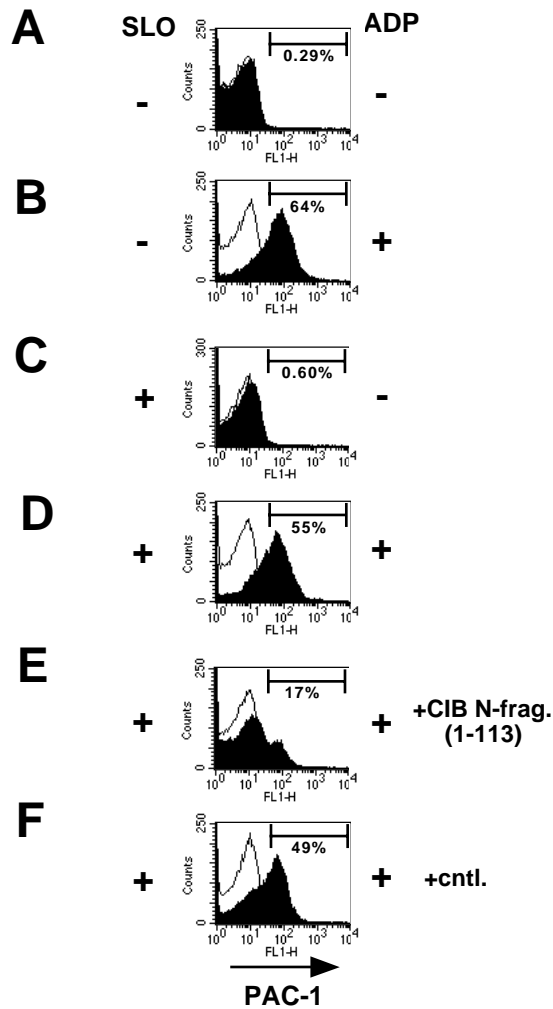 A
SLO
ADP
250
Counts
0
0.29%
10^0 10^1 10^2 10^3 10^4
FL1-H
-
-
B
250
Counts
0
64%
10^0 10^1 10^2 10^3 10^4
FL1-H
-
+
C
300
Counts
0
0.60%
10^0 10^1 10^2 10^3 10^4
FL1-H
+
-
D
250
Counts
0
55%
10^0 10^1 10^2 10^3 10^4
FL1-H
+
+
E
250
Counts
0
17%
10^0 10^1 10^2 10^3 10^4
FL1-H
+
+
+CIB N-frag.
(1-113)
F
250
Counts
0
49%
10^0 10^1 10^2 10^3 10^4
FL1-H
+
+
+cntl.
PAC-1